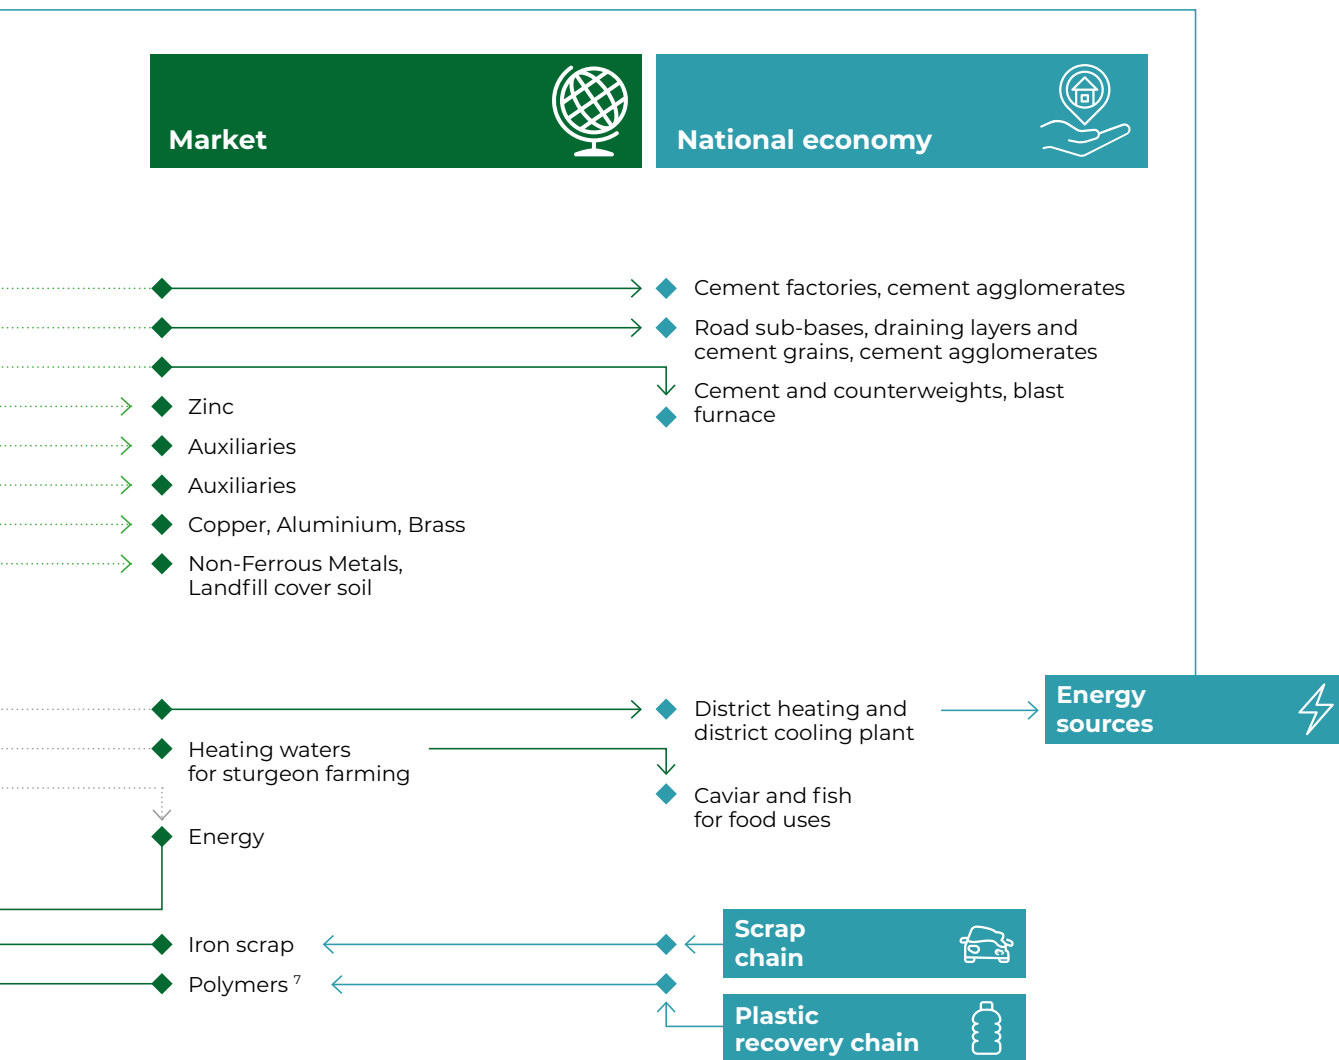 Market
National economy
Cement factories, cement agglomerates
Road sub-bases, draining layers and
cement grains, cement agglomerates
Cement and counterweights, blast
furnace
Zinc
Auxiliaries
Auxiliaries
Copper, Aluminium, Brass
Non-Ferrous Metals,
Landfill cover soil
District heating and
district cooling plant
Energy
sources
Heating waters
for sturgeon farming
Caviar and fish
for food uses
Energy
Iron scrap
Scrap
chain
Polymers ⁷
Plastic
recovery chain